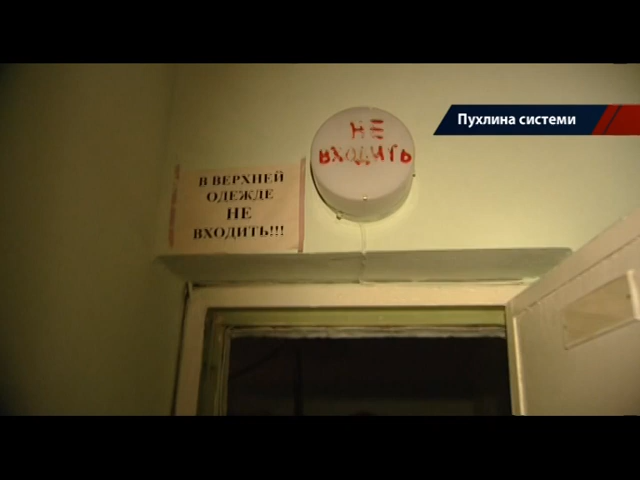 Пухлина системи
НЕ
ВХОДИТЬ
В ВЕРХНЕЙ
ОДЕЖДЕ
НЕ
ВХОДИТЬ!!!